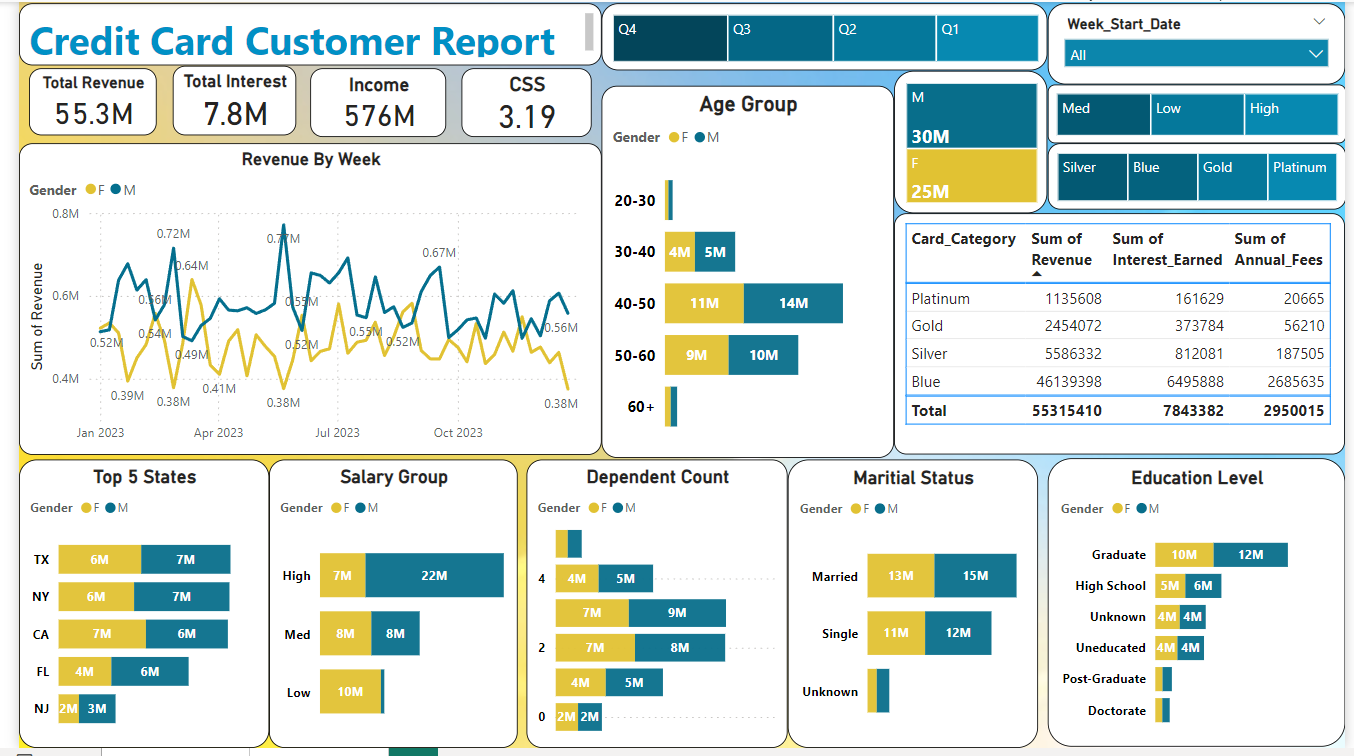 Credit Card Customer Report
Q4
Q3
Q2
Q1
Week_Start_Date
All
Total Revenue
55.3M
Total Interest
7.8M
Income
576M
CSS
3.19
M
30M
F
25M
Med
Low
High
Silver
Blue
Gold
Platinum
Revenue By Week
Gender F M
Sum of Revenue
0.8M
0.6M
0.4M
0.72M
0.77M
0.67M
0.64M
0.56M
0.55M
0.54M
0.55M
0.56M
0.52M
0.52M
0.52M
0.49M
0.39M
0.38M
0.41M
0.38M
0.38M
Jan 2023
Apr 2023
Jul 2023
Oct 2023
Age Group
Gender F M
20-30
30-40 4M 5M
40-50 11M 14M
50-60 9M 10M
60+
Card_Category Sum of Revenue Sum of Interest_Earned Sum of Annual_Fees
Platinum 1135608 161629 20665
Gold 2454072 373784 56210
Silver 5586332 812081 187505
Blue 46139398 6495888 2685635
Total 55315410 7843382 2950015
Top 5 States
Gender F M
TX 6M 7M
NY 6M 7M
CA 7M 6M
FL 4M 6M
NJ 2M 3M
Salary Group
Gender F M
High 7M 22M
Med 8M 8M
Low 10M
Dependent Count
Gender F M
4 4M 5M
7M 9M
2 7M 8M
4M 5M
0 2M 2M
Maritial Status
Gender F M
Married 13M 15M
Single 11M 12M
Unknown
Education Level
Gender F M
Graduate 10M 12M
High School 5M 6M
Unknown 4M 4M
Uneducated 4M 4M
Post-Graduate
Doctorate